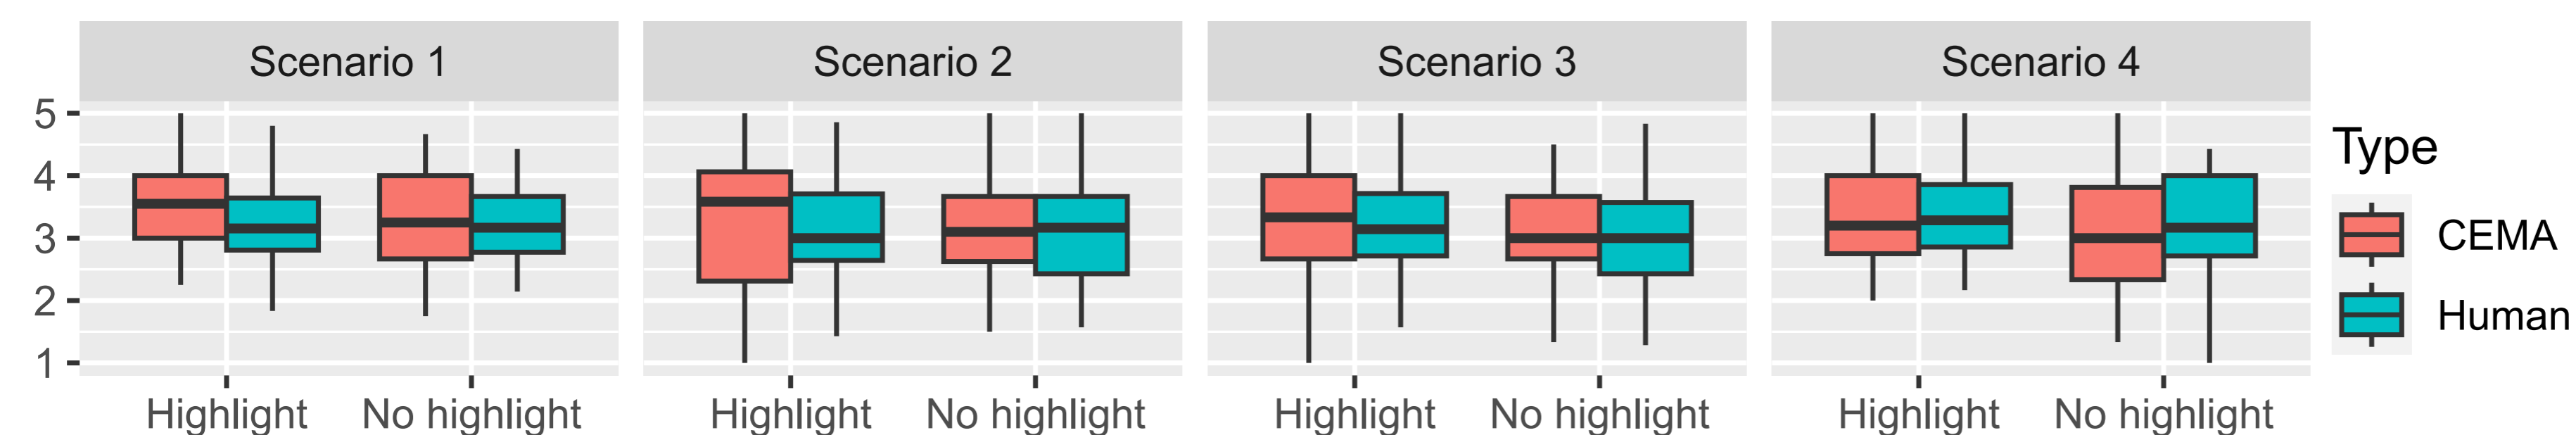 Scenario 1
Scenario 2
Scenario 3
Scenario 4
5
4
3
2
1
Highlight
No highlight
Highlight
No highlight
Highlight
No highlight
Highlight
No highlight
Type
CEMA
Human